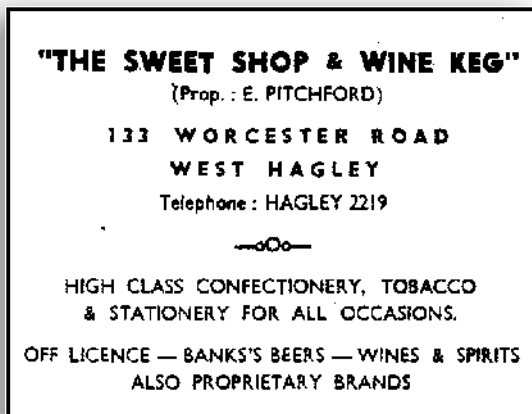 "THE SWEET SHOP & WINE KEG"
(Prop. : E. PITCHFORD)
133 WORCESTER ROAD
WEST HAGLEY
Telephone : HAGLEY 2219
HIGH CLASS CONFECTIONERY, TOBACCO
& STATIONERY FOR ALL OCCASIONS.
OFF LICENCE — BANKS'S BEERS — WINES & SPIRITS
ALSO PROPRIETARY BRANDS